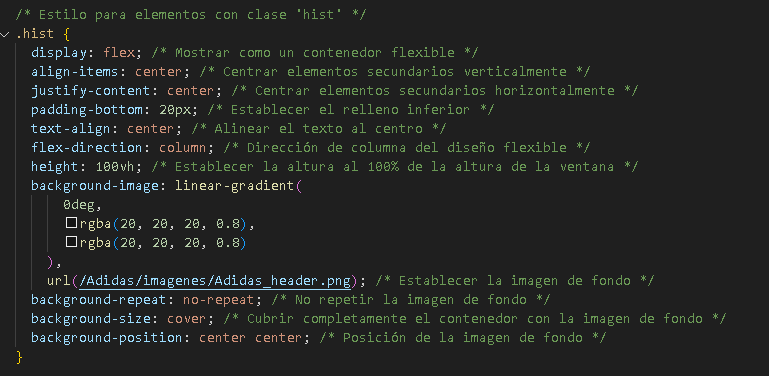 /* Estilo para elementos con clase 'hist' */
.hist {
display: flex; /* Mostrar como un contenedor flexible */
align-items: center; /* Centrar elementos secundarios verticalmente */
justify-content: center; /* Centrar elementos secundarios horizontalmente */
padding-bottom: 20px; /* Establecer el relleno inferior */
text-align: center; /* Alinear el texto al centro */
flex-direction: column; /* Dirección de columna del diseño flexible */
height: 100vh; /* Establecer la altura al 100% de la altura de la ventana */
background-image: linear-gradient(
0deg,
rgba(20, 20, 20, 0.8),
rgba(20, 20, 20, 0.8)
),
url(/Adidas/imagenes/Adidas_header.png); /* Establecer la imagen de fondo */
background-repeat: no-repeat; /* No repetir la imagen de fondo */
background-size: cover; /* Cubrir completamente el contenedor con la imagen de fondo */
background-position: center center; /* Posición de la imagen de fondo */
}